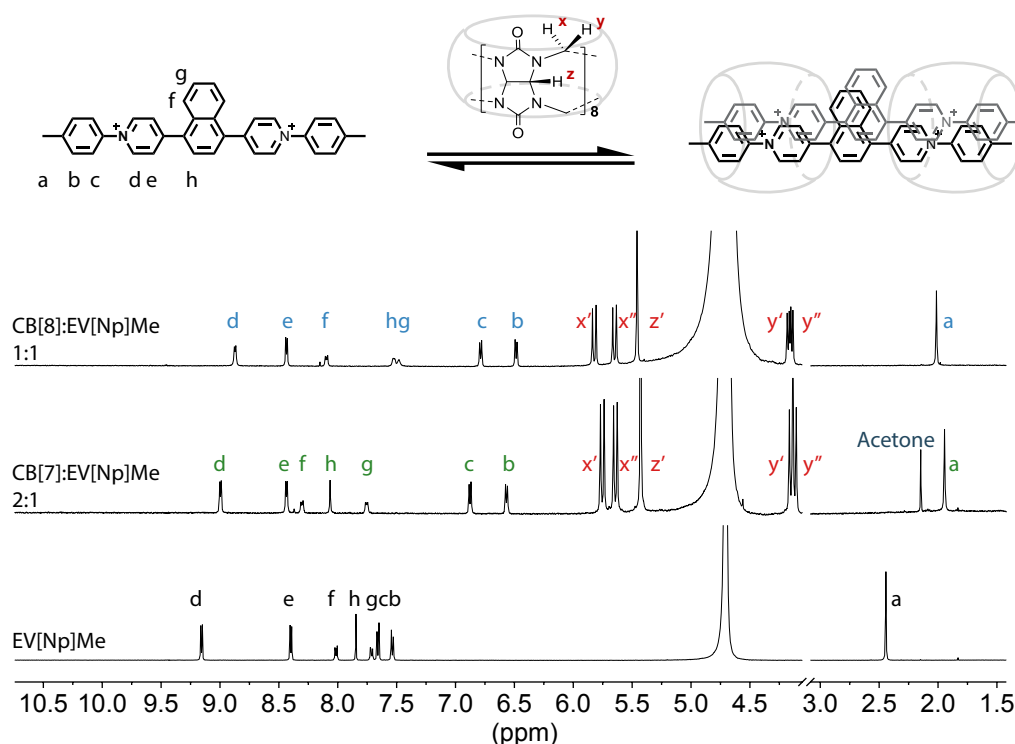 H x H y
O
N N
H z
N N
O
8
g
f
+ N
N +
a b c d e h
+ N
N +
+ N
N +
CB[8]:EV[Np]Me
1:1
d e f hg c b x' x″ z' y' y″ a
CB[7]:EV[Np]Me
2:1
d e f h g c b x' x″ z' y' y″ Acetone a
EV[Np]Me
d e f h gcb a
10.5 10.0 9.5 9.0 8.5 8.0 7.5 7.0 6.5 6.0 5.5 5.0 4.5 3.0 2.5 2.0 1.5
(ppm)